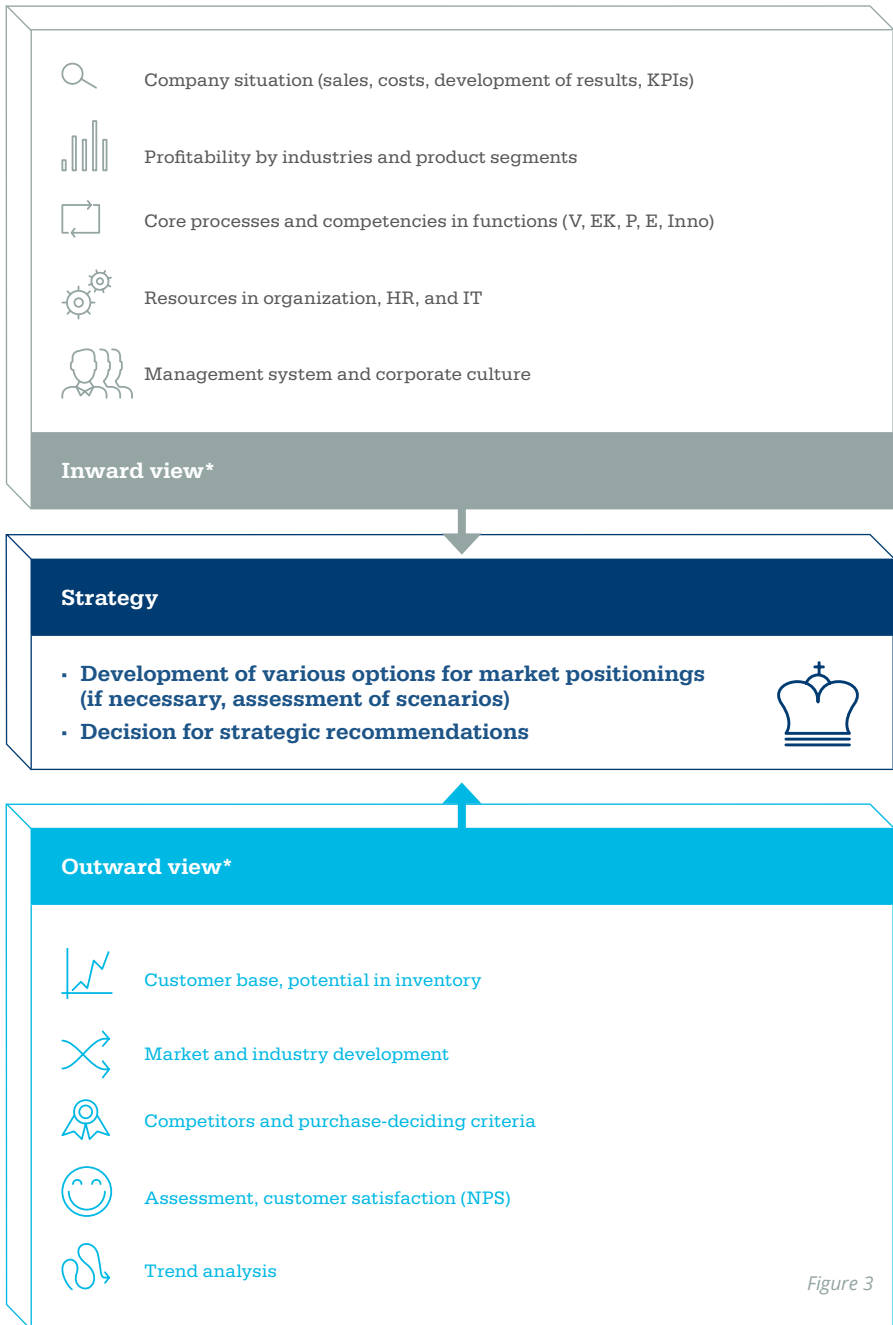 Company situation (sales, costs, development of results, KPIs)
Profitability by industries and product segments
Core processes and competencies in functions (V, EK, P, E, Inno)
Resources in organization, HR, and IT
Management system and corporate culture
Inward view*
Strategy
▪ Development of various options for market positionings
(if necessary, assessment of scenarios)
▪ Decision for strategic recommendations
Outward view*
Customer base, potential in inventory
Market and industry development
Competitors and purchase-deciding criteria
Assessment, customer satisfaction (NPS)
Trend analysis
Figure 3